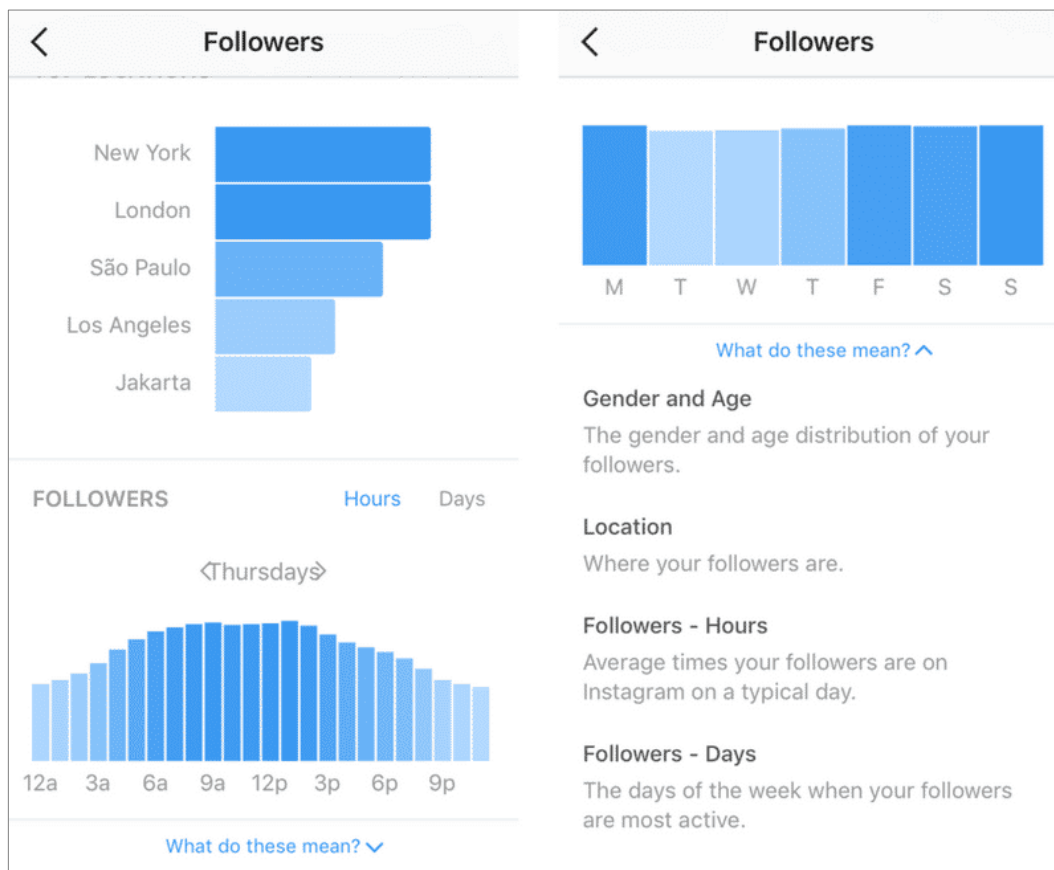 Followers
New York
London
São Paulo
Los Angeles
Jakarta
FOLLOWERS
Hours
Days
<Thursdays>
12a 3a 6a 9a 12p 3p 6p 9p
What do these mean?
Followers
M T W T F S S
What do these mean?
Gender and Age
The gender and age distribution of your
followers.
Location
Where your followers are.
Followers - Hours
Average times your followers are on
Instagram on a typical day.
Followers - Days
The days of the week when your followers
are most active.